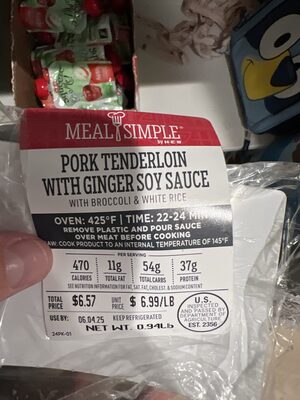 MEAL SIMPLE
by H-E-B
PORK TENDERLOIN
WITH GINGER SOY SAUCE
WITH BROCCOLI & WHITE RICE
OVEN: 425°F | TIME: 22-24 MIN
REMOVE PLASTIC AND POUR SAUCE
OVER MEAT BEFORE COOKING
RAW. COOK PRODUCT TO AN INTERNAL TEMPERATURE OF 145°F
PER SERVING
470 11g 54g 37g
CALORIES TOTAL FAT TOTAL CARBS PROTEIN
SEE NUTRITION INFORMATION FOR FAT, SAT. FAT, CHOLEST. & SODIUM CONTENT
TOTAL PRICE $6.57 UNIT PRICE $ 6.99/LB
USE BY: 06.04.25 KEEP REFRIGERATED
NET WT. 0.94Lb
24PK-01
U.S.
INSPECTED
AND PASSED BY
DEPARTMENT OF
AGRICULTURE
EST. 2358